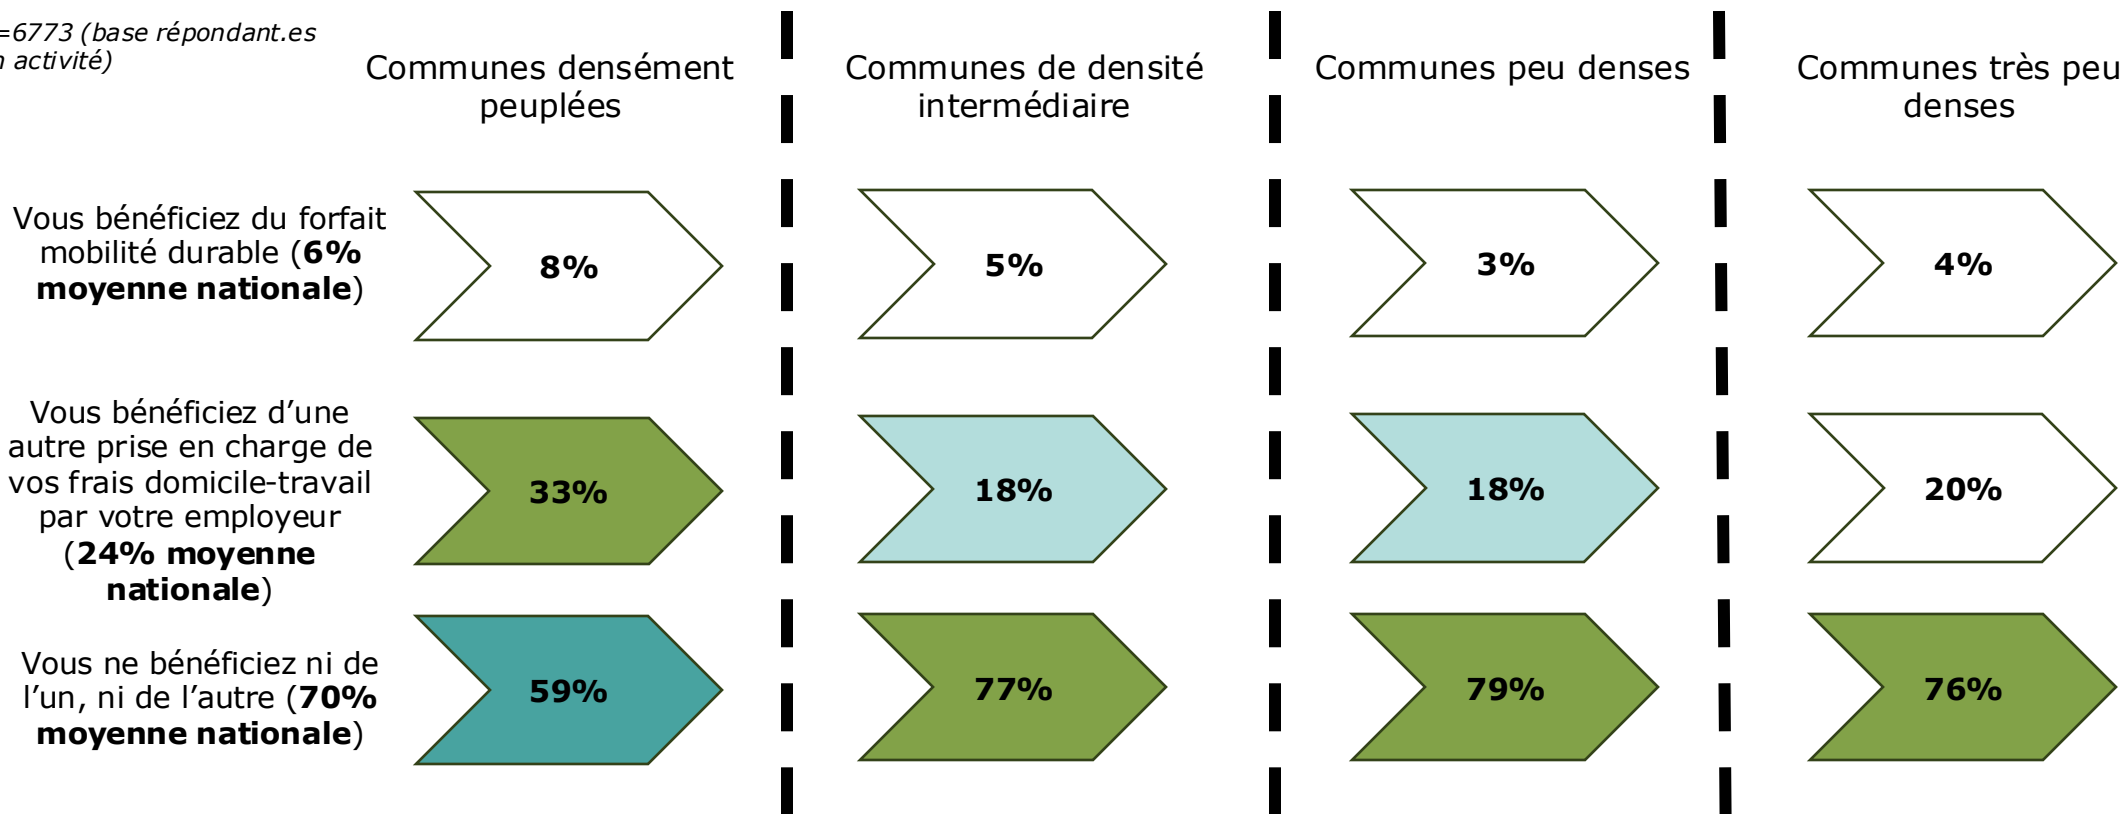 =6773 (base répondant.es
n activité)
Communes densément
peuplées
Communes de densité
intermédiaire
Communes peu denses
Communes très peu
denses
Vous bénéficiez du forfait
mobilité durable (6%
moyenne nationale)
8%
5%
3%
4%
Vous bénéficiez d’une
autre prise en charge de
vos frais domicile-travail
par votre employeur
(24% moyenne
nationale)
33%
18%
18%
20%
Vous ne bénéficiez ni de
l’un, ni de l’autre (70%
moyenne nationale)
59%
77%
79%
76%